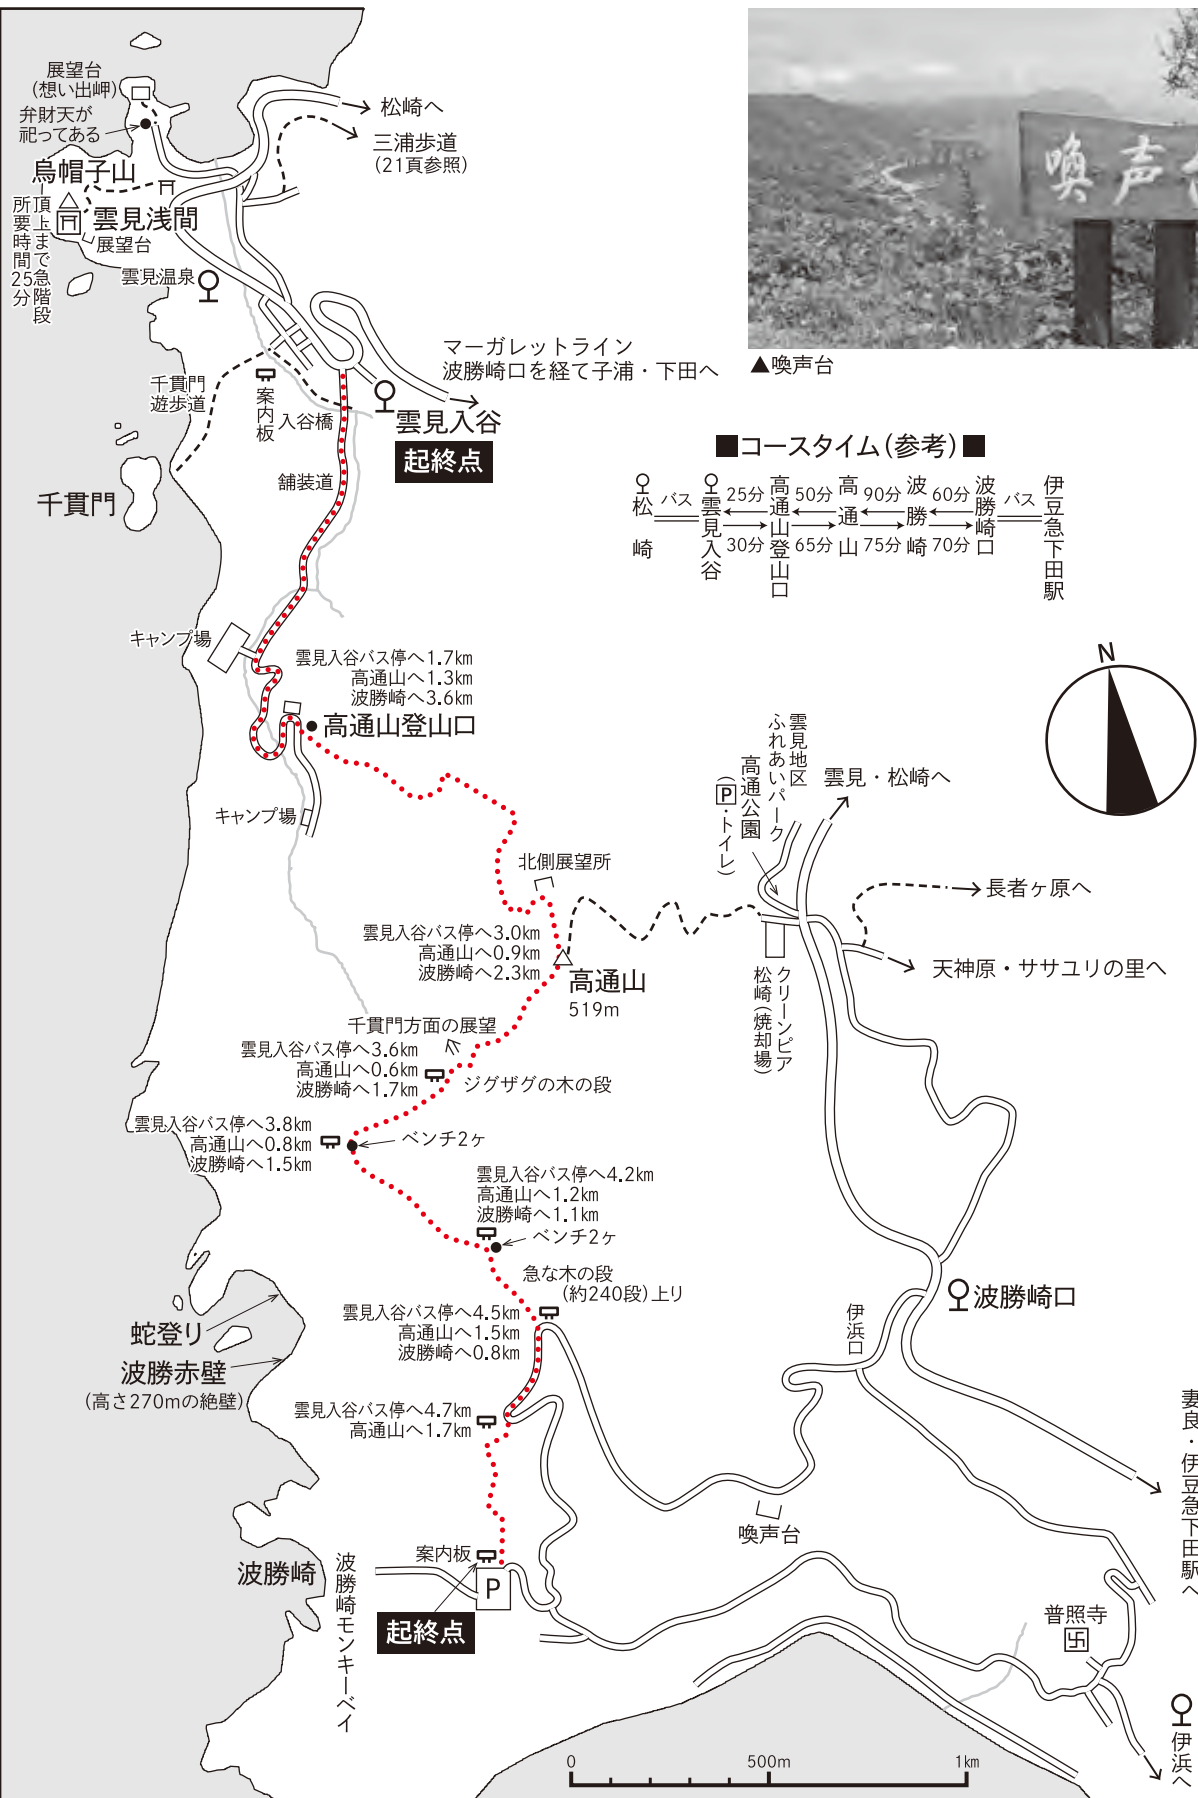 展望台
(想い出岬)
弁財天が
祀ってある
松崎へ
三浦歩道
(21頁参照)
烏帽子山
雲見浅間
展望台
頂上まで急階段
所要時間25分
雲見温泉
マーガレットライン
波勝崎口を経て子浦・下田へ
喚声
▲喚声台
千貫門
遊歩道
案内板
入谷橋
雲見入谷
起終点
舗装道
千貫門
■コースタイム(参考)■
松崎
バス
雲見入谷
25分
30分
高通山登山口
50分
65分
高通山
90分
75分
波勝崎
60分
70分
波勝崎口
バス
伊豆急下田駅
キャンプ場
雲見入谷バス停へ1.7km
高通山へ1.3km
波勝崎へ3.6km
高通山登山口
キャンプ場
N
雲見地区
ふれあいパーク
高通公園
(P・トイレ)
雲見・松崎へ
北側展望所
長者ヶ原へ
雲見入谷バス停へ3.0km
高通山へ0.9km
波勝崎へ2.3km
高通山
519m
天神原・ササユリの里へ
クリーンピア
松崎(焼却場)
千貫門方面の展望
雲見入谷バス停へ3.6km
高通山へ0.6km
波勝崎へ1.7km
ジグザグの木の段
雲見入谷バス停へ3.8km
高通山へ0.8km
波勝崎へ1.5km
ベンチ2ヶ
雲見入谷バス停へ4.2km
高通山へ1.2km
波勝崎へ1.1km
ベンチ2ヶ
急な木の段
(約240段)上り
波勝崎口
伊浜口
雲見入谷バス停へ4.5km
高通山へ1.5km
波勝崎へ0.8km
蛇登り
波勝赤壁
(高さ270mの絶壁)
雲見入谷バス停へ4.7km
高通山へ1.7km
妻良・伊豆急下田駅へ
喚声台
案内板
P
起終点
波勝崎
波勝崎モンキーベイ
普照寺
卐
伊浜へ
0
500m
1km